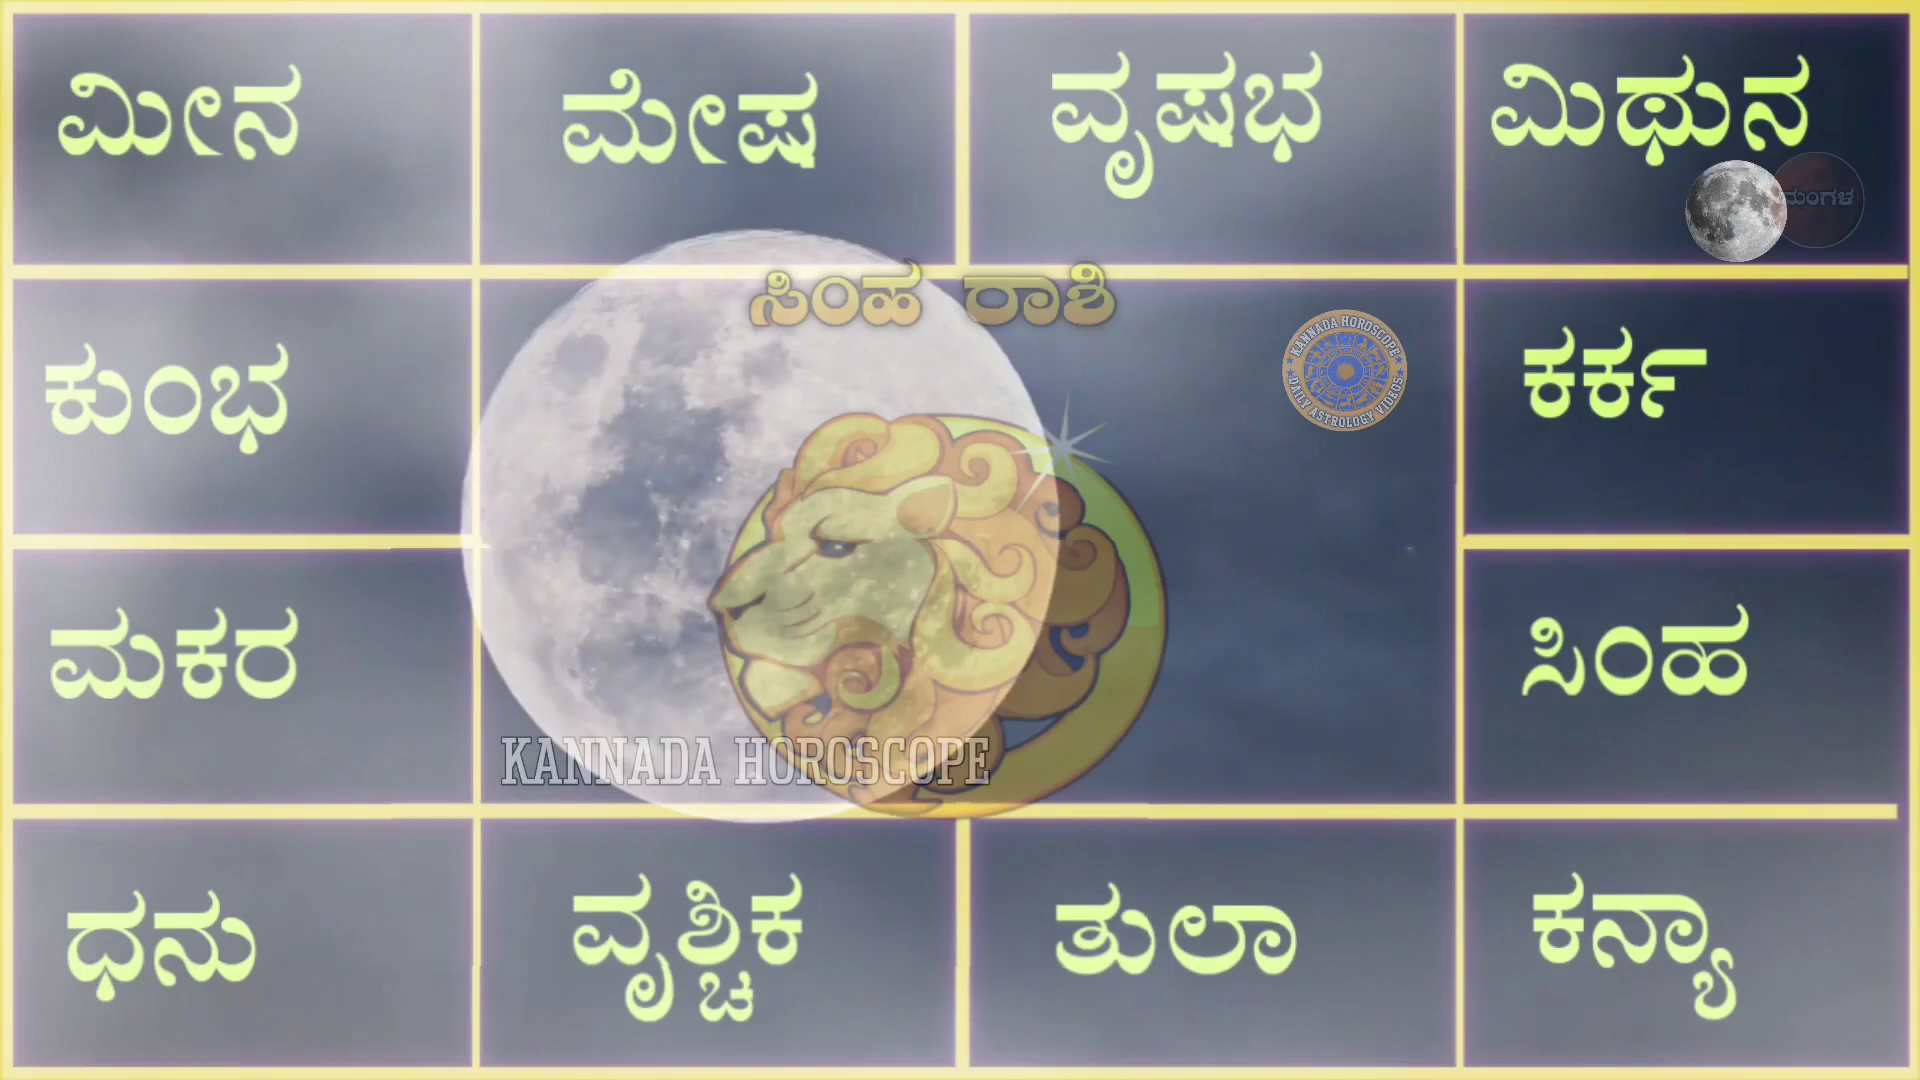 ಮೀನ
ಮೇಷ
ವೃಷಭ
ಮಿಥುನ
ಮಂಗಳ
ಸಿಂಹ ರಾಶಿ
ಕುಂಭ
KANNADA HOROSCOPE
DAILY ASTROLOGY VIDEOS
ಕರ್ಕ
ಮಕರ
ಸಿಂಹ
KANNADA HOROSCOPE
ಧನು
ವೃಶ್ಚಿಕ
ತುಲಾ
ಕನ್ಯಾ